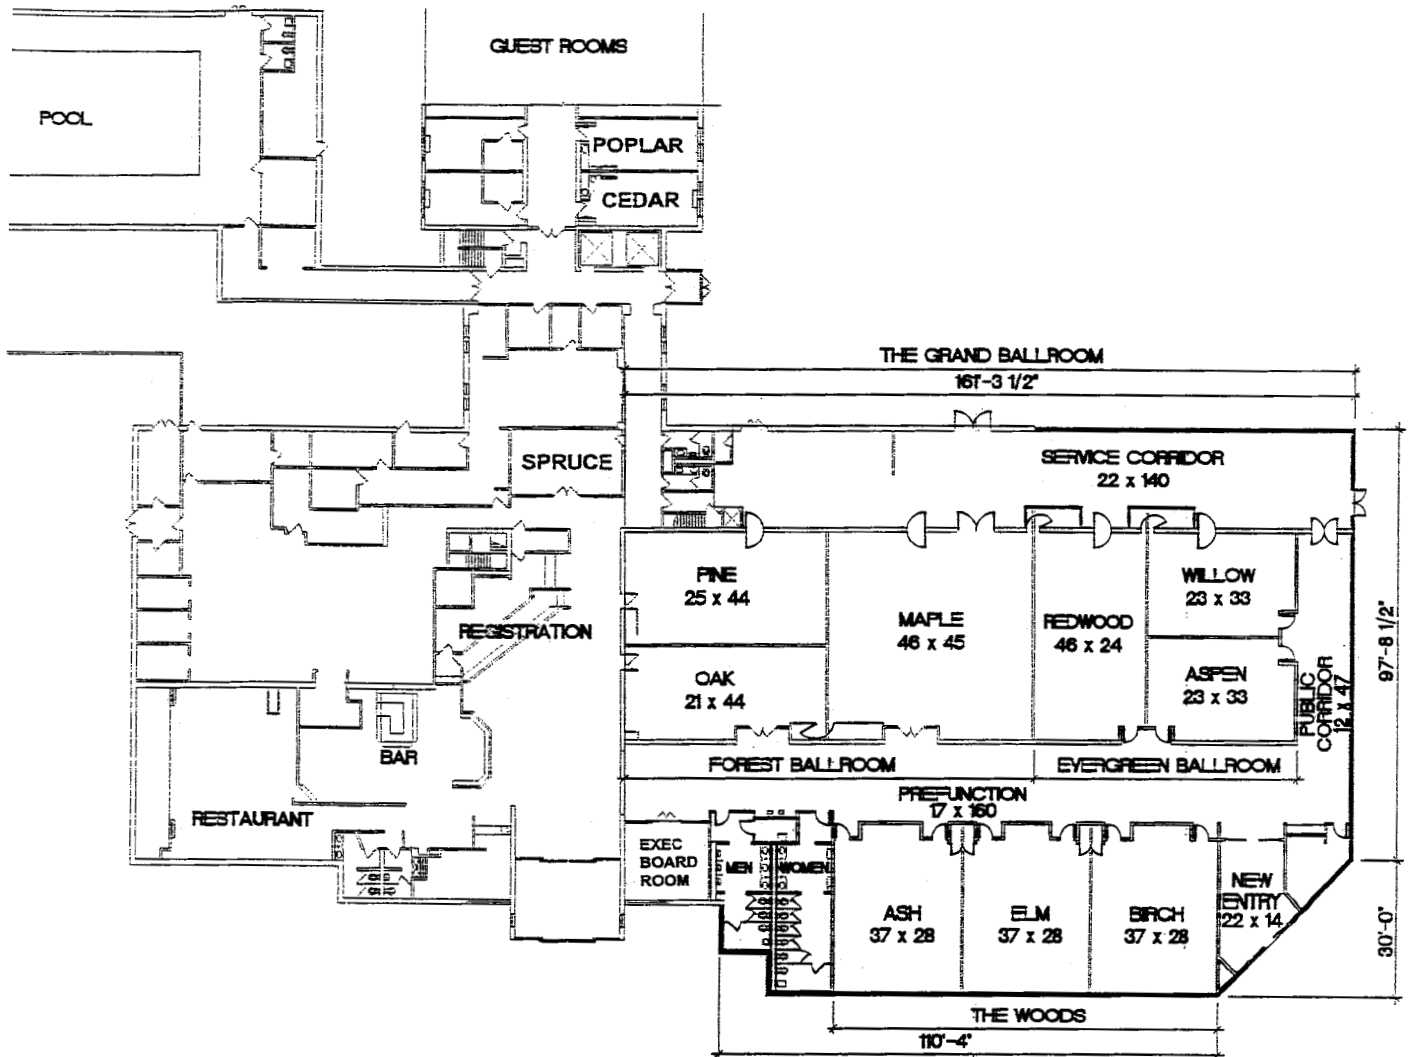 GUEST ROOMS
POOL
POPLAR
CEDAR
THE GRAND BALLROOM
161'-3 1/2"
SPRUCE
SERVICE CORRIDOR
22 x 140
PINE
25 x 44
MAPLE
46 x 45
REDWOOD
46 x 24
WILLOW
23 x 33
REGISTRATION
OAK
21 x 44
ASPEN
23 x 33
PUBLIC
CORRIDOR
12 x 47
97'-8 1/2"
BAR
FOREST BALLROOM
EVERGREEN BALLROOM
RESTAURANT
PREFUNCTION
17 x 160
EXEC
BOARD
ROOM
MEN
WOMEN
ASH
37 x 28
ELM
37 x 28
BIRCH
37 x 28
NEW
ENTRY
22 x 14
30'-0"
THE WOODS
110'-4"